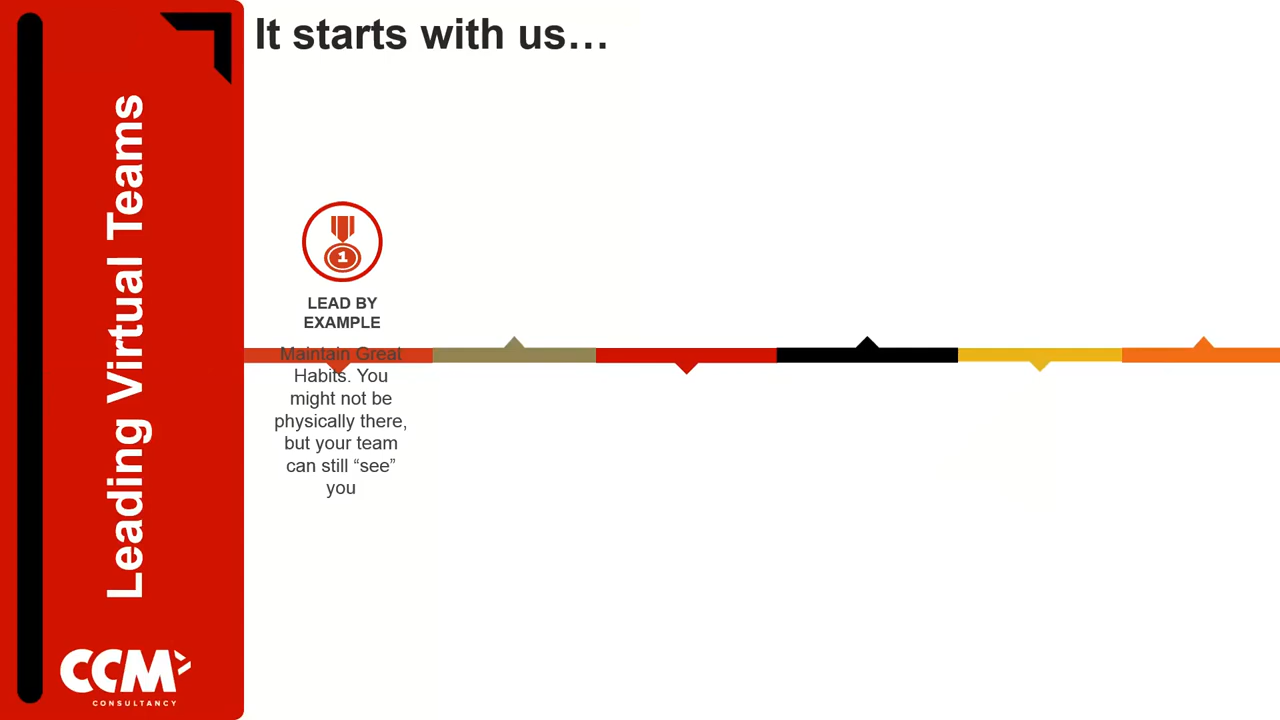 It starts with us…
Leading Virtual Teams
1
LEAD BY
EXAMPLE
Maintain Great
Habits. You
might not be
physically there,
but your team
can still “see”
you
CCM
CONSULTANCY